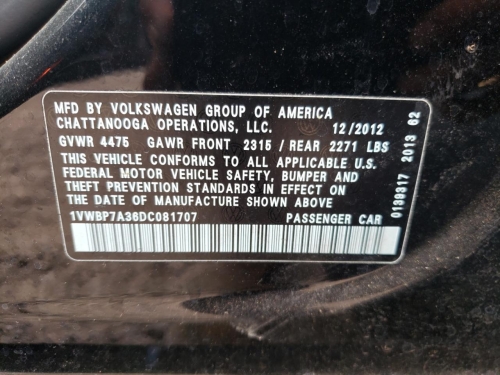 MFD BY VOLKSWAGEN GROUP OF AMERICA
CHATTANOOGA OPERATIONS, LLC. 12/2012
GVWR 4475 GAWR FRONT 2315 / REAR 2271 LBS
THIS VEHICLE CONFORMS TO ALL APPLICABLE U.S.
FEDERAL MOTOR VEHICLE SAFETY, BUMPER AND
THEFT PREVENTION STANDARDS IN EFFECT ON
THE DATE OF MANUFACTURE SHOWN ABOVE
1VWBP7A36DC081707 PASSENGER CAR
0139317 2013 62